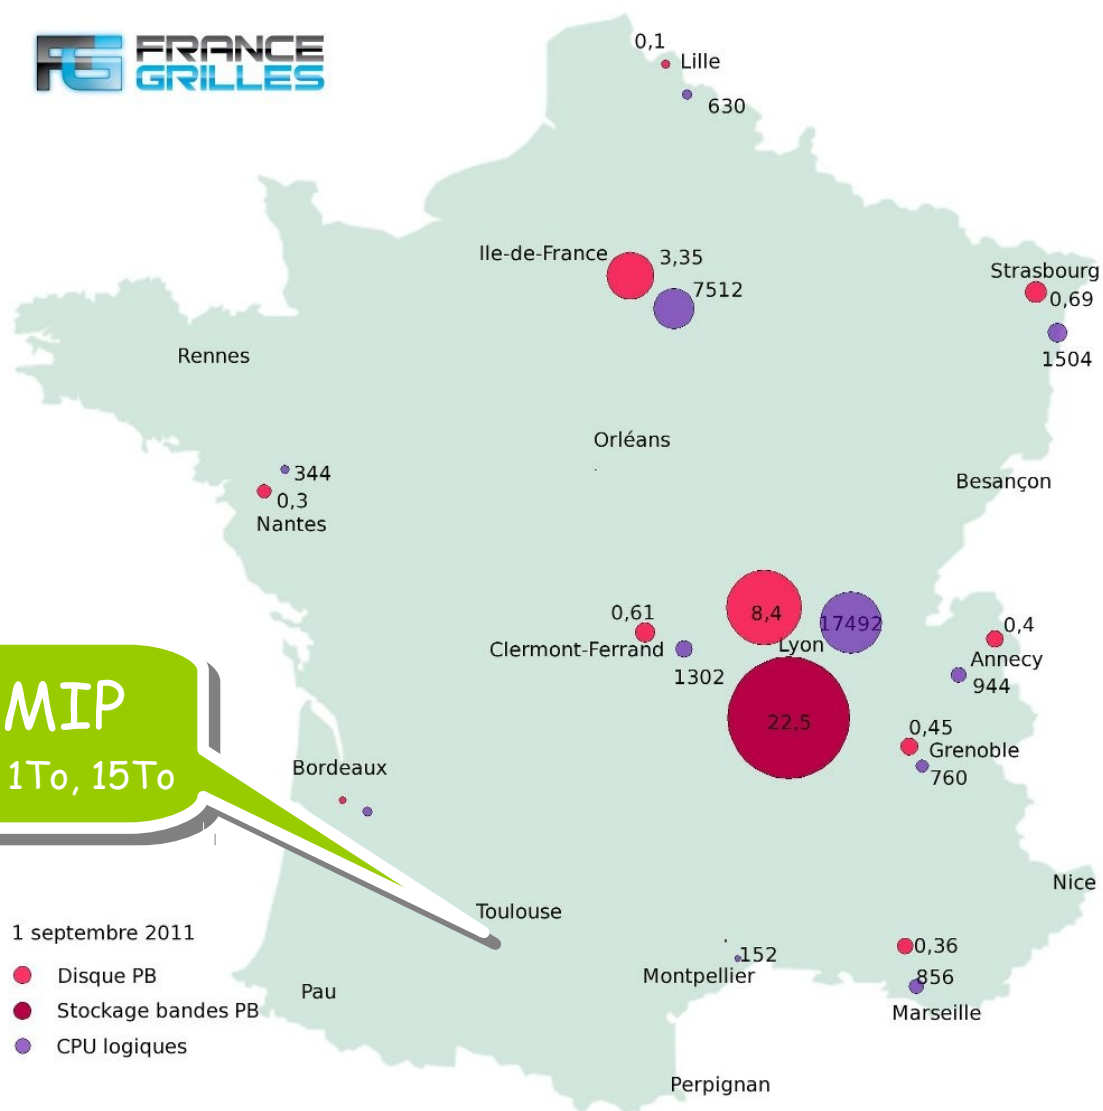 FRANCE
GRILLES
0,1
Lille
630
Ile-de-France
3,35
7512
Strasbourg
0,69
1504
Rennes
Orléans
344
0,3
Nantes
Besançon
0,61
Clermont-Ferrand
1302
8,4
17492
Lyon
22,5
0,4
Annecy
944
0,45
Grenoble
760
MIP
1To, 15To
Bordeaux
Nice
Toulouse
152
Montpellier
0,36
856
Marseille
Pau
Perpignan
1 septembre 2011
Disque PB
Stockage bandes PB
CPU logiques